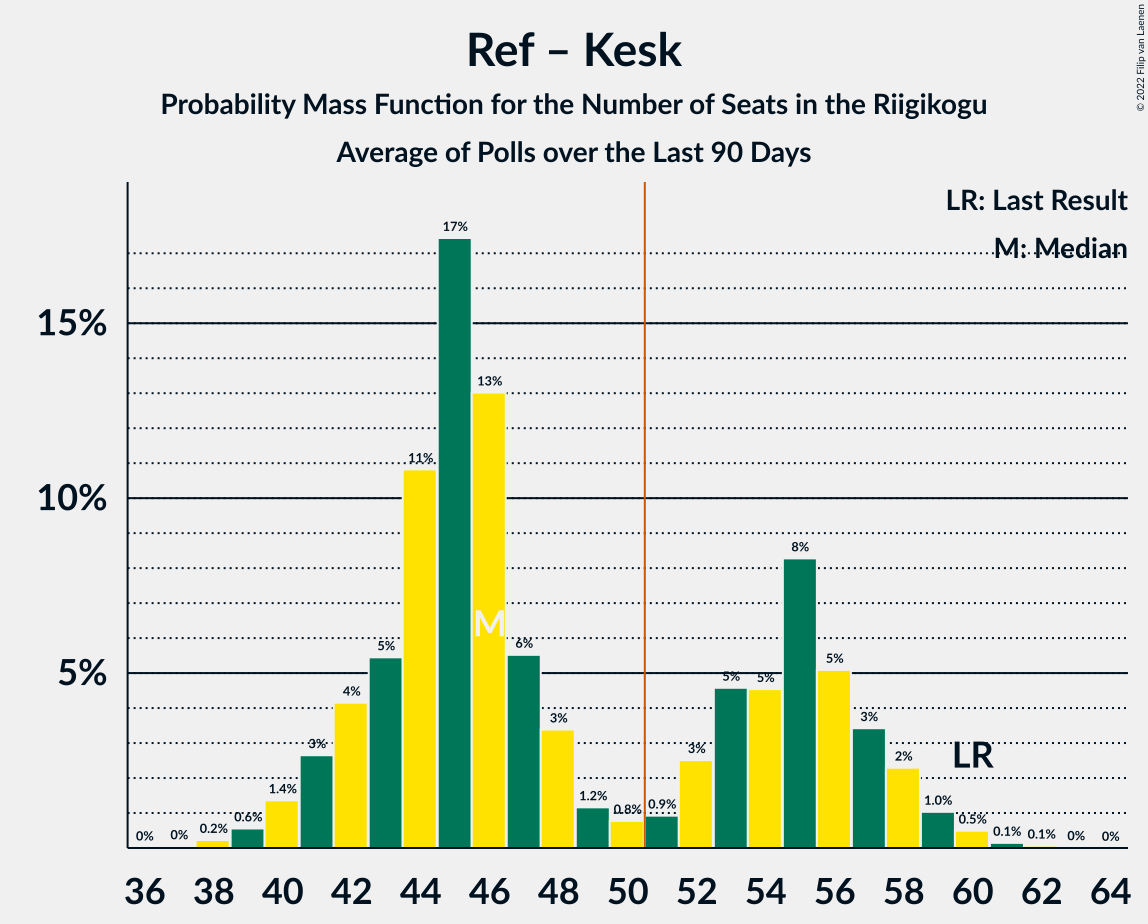 Ref – Kesk
Probability Mass Function for the Number of Seats in the Riigikogu
Average of Polls over the Last 90 Days
© 2022 Filip van Laenen
LR: Last Result
M: Median
15%
10%
5%
0% 0% 0.2% 0.6% 1.4% 3% 4% 5% 11% 17% 13% 6% 3% 1.2% 0.8% 0.9% 3% 5% 5% 8% 5% 3% 2% 1.0% 0.5% 0.1% 0.1% 0% 0%
M
LR
36 38 40 42 44 46 48 50 52 54 56 58 60 62 64